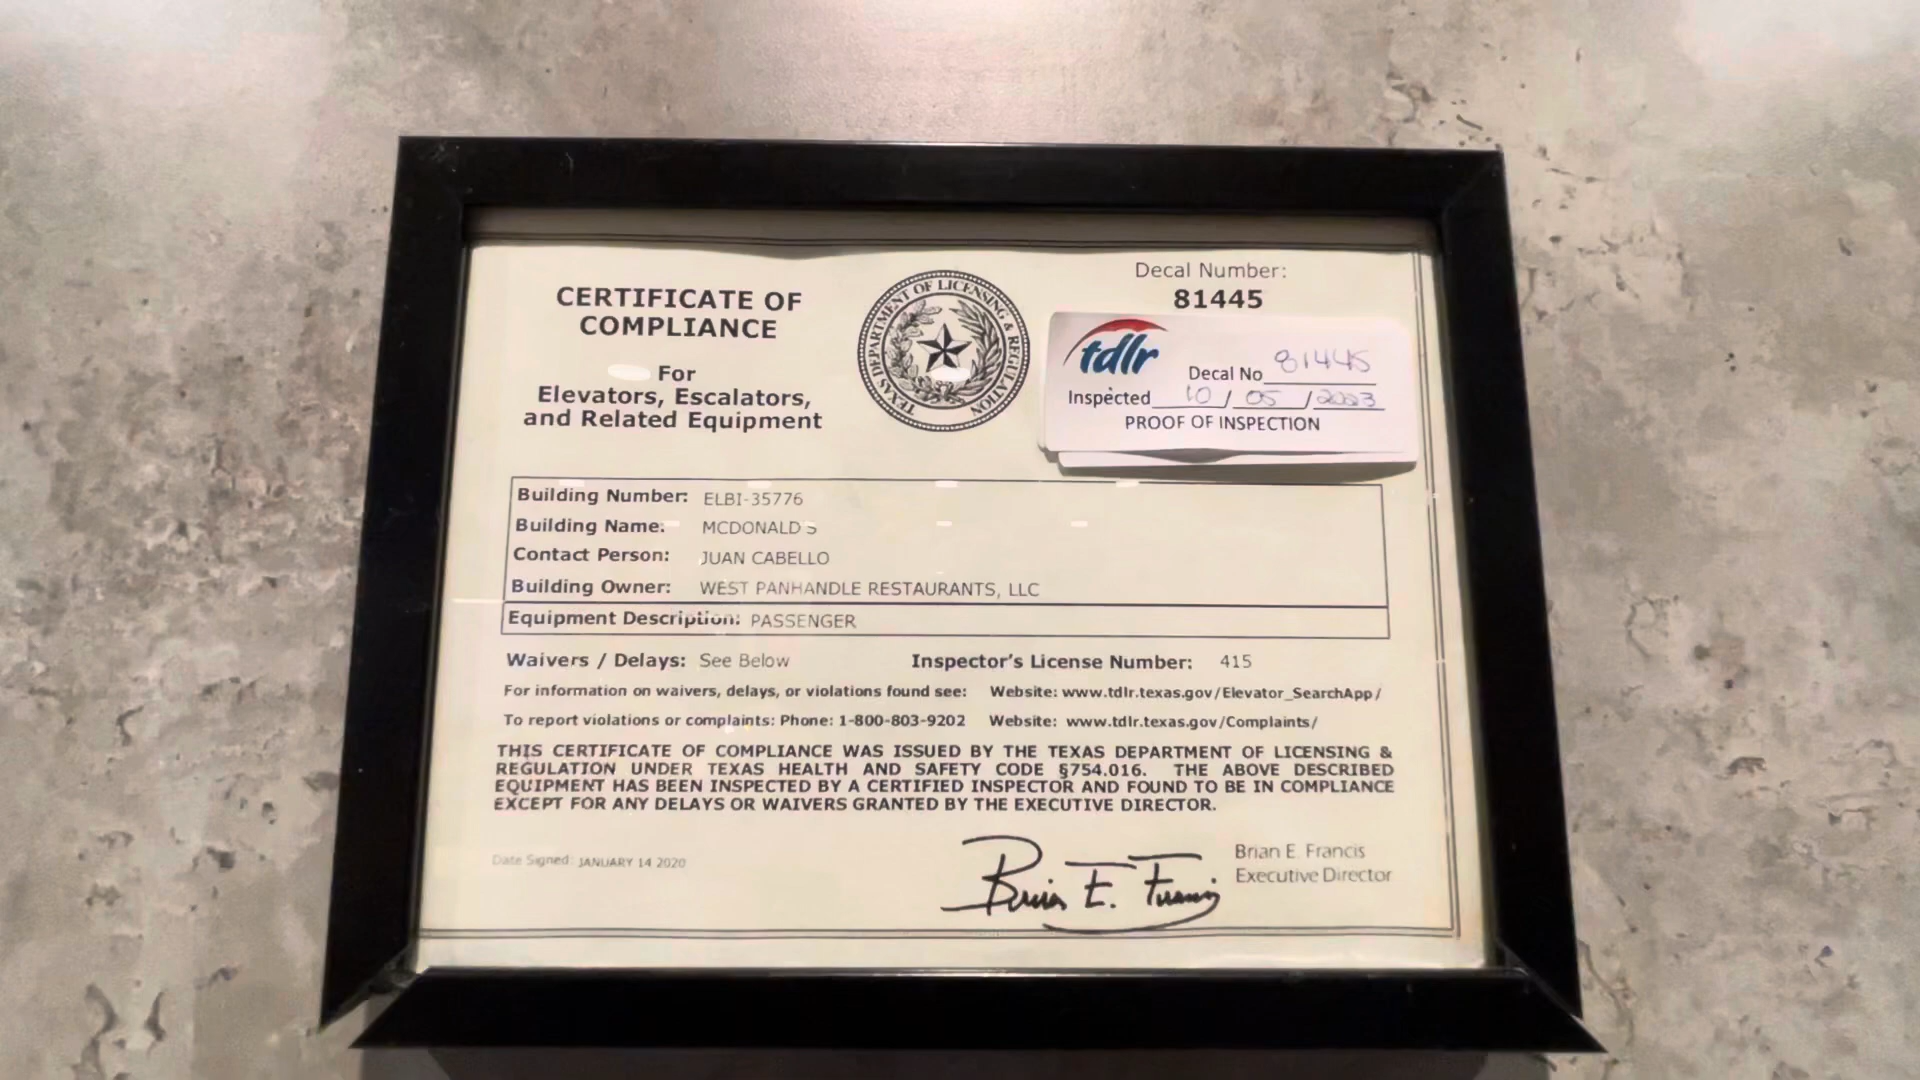 CERTIFICATE OF
COMPLIANCE
For
Elevators, Escalators,
and Related Equipment
TEXAS DEPARTMENT OF LICENSING & REGULATION
Decal Number:
81445
tdlr
Decal No 81445
Inspected 10 / 05 / 2023
PROOF OF INSPECTION
Building Number: ELBI-35776
Building Name: MCDONALD S
Contact Person: JUAN CABELLO
Building Owner: WEST PANHANDLE RESTAURANTS, LLC
Equipment Description: PASSENGER
Waivers / Delays: See Below Inspector's License Number: 415
For information on waivers, delays, or violations found see: Website: www.tdlr.texas.gov/Elevator_SearchApp/
To report violations or complaints: Phone: 1-800-803-9202 Website: www.tdlr.texas.gov/Complaints/
THIS CERTIFICATE OF COMPLIANCE WAS ISSUED BY THE TEXAS DEPARTMENT OF LICENSING &
REGULATION UNDER TEXAS HEALTH AND SAFETY CODE §754.016. THE ABOVE DESCRIBED
EQUIPMENT HAS BEEN INSPECTED BY A CERTIFIED INSPECTOR AND FOUND TO BE IN COMPLIANCE
EXCEPT FOR ANY DELAYS OR WAIVERS GRANTED BY THE EXECUTIVE DIRECTOR.
Date Signed: JANUARY 14 2020
Brian E. Francis
Brian E. Francis
Executive Director